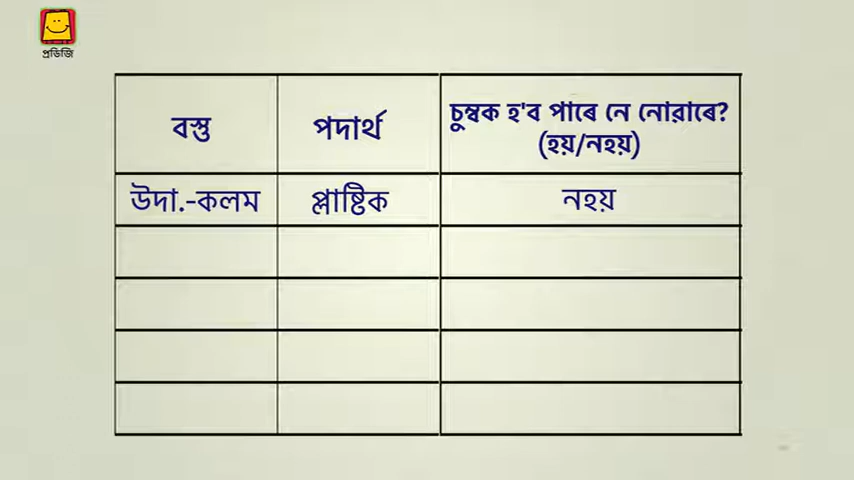 প্ৰডিজি
বস্তু
পদাৰ্থ
চুম্বক হ'ব পাৰে নে নোৱাৰে?
(হয়/নহয়)
উদা.-কলম
প্লাষ্টিক
নহয়